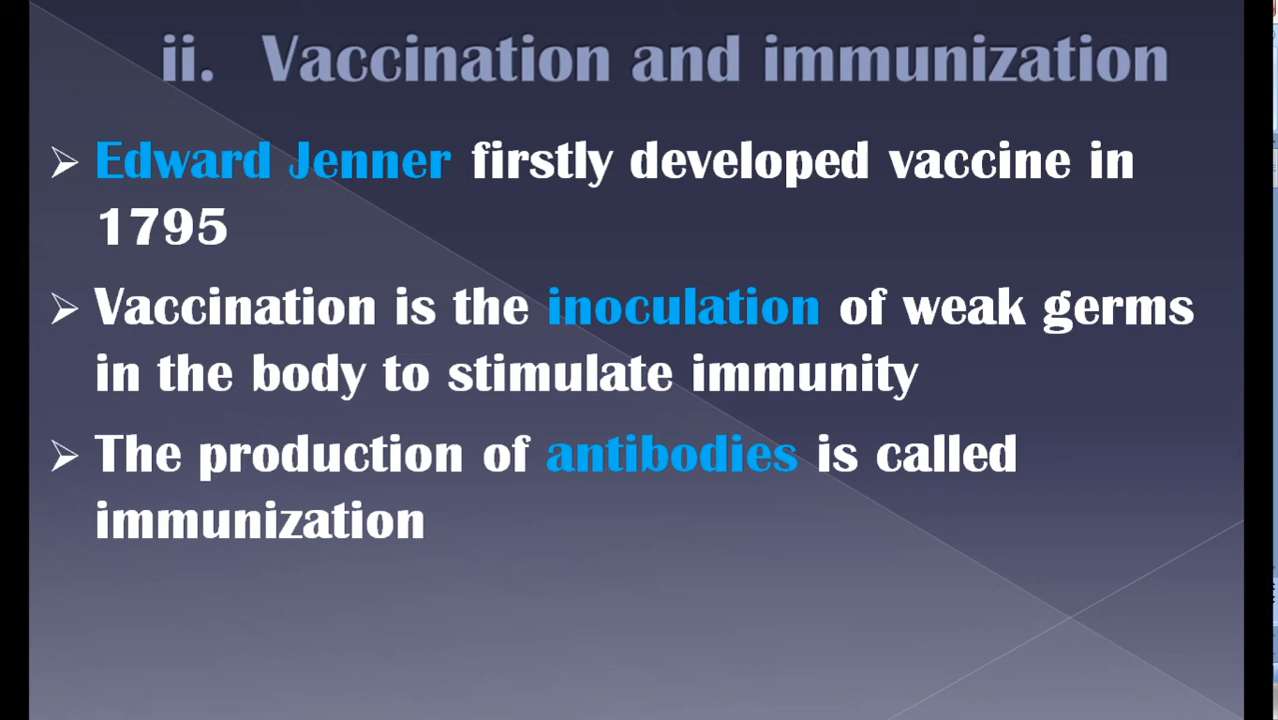 ii. Vaccination and immunization
➢ Edward Jenner firstly developed vaccine in
1795
➢ Vaccination is the inoculation of weak germs
in the body to stimulate immunity
➢ The production of antibodies is called
immunization